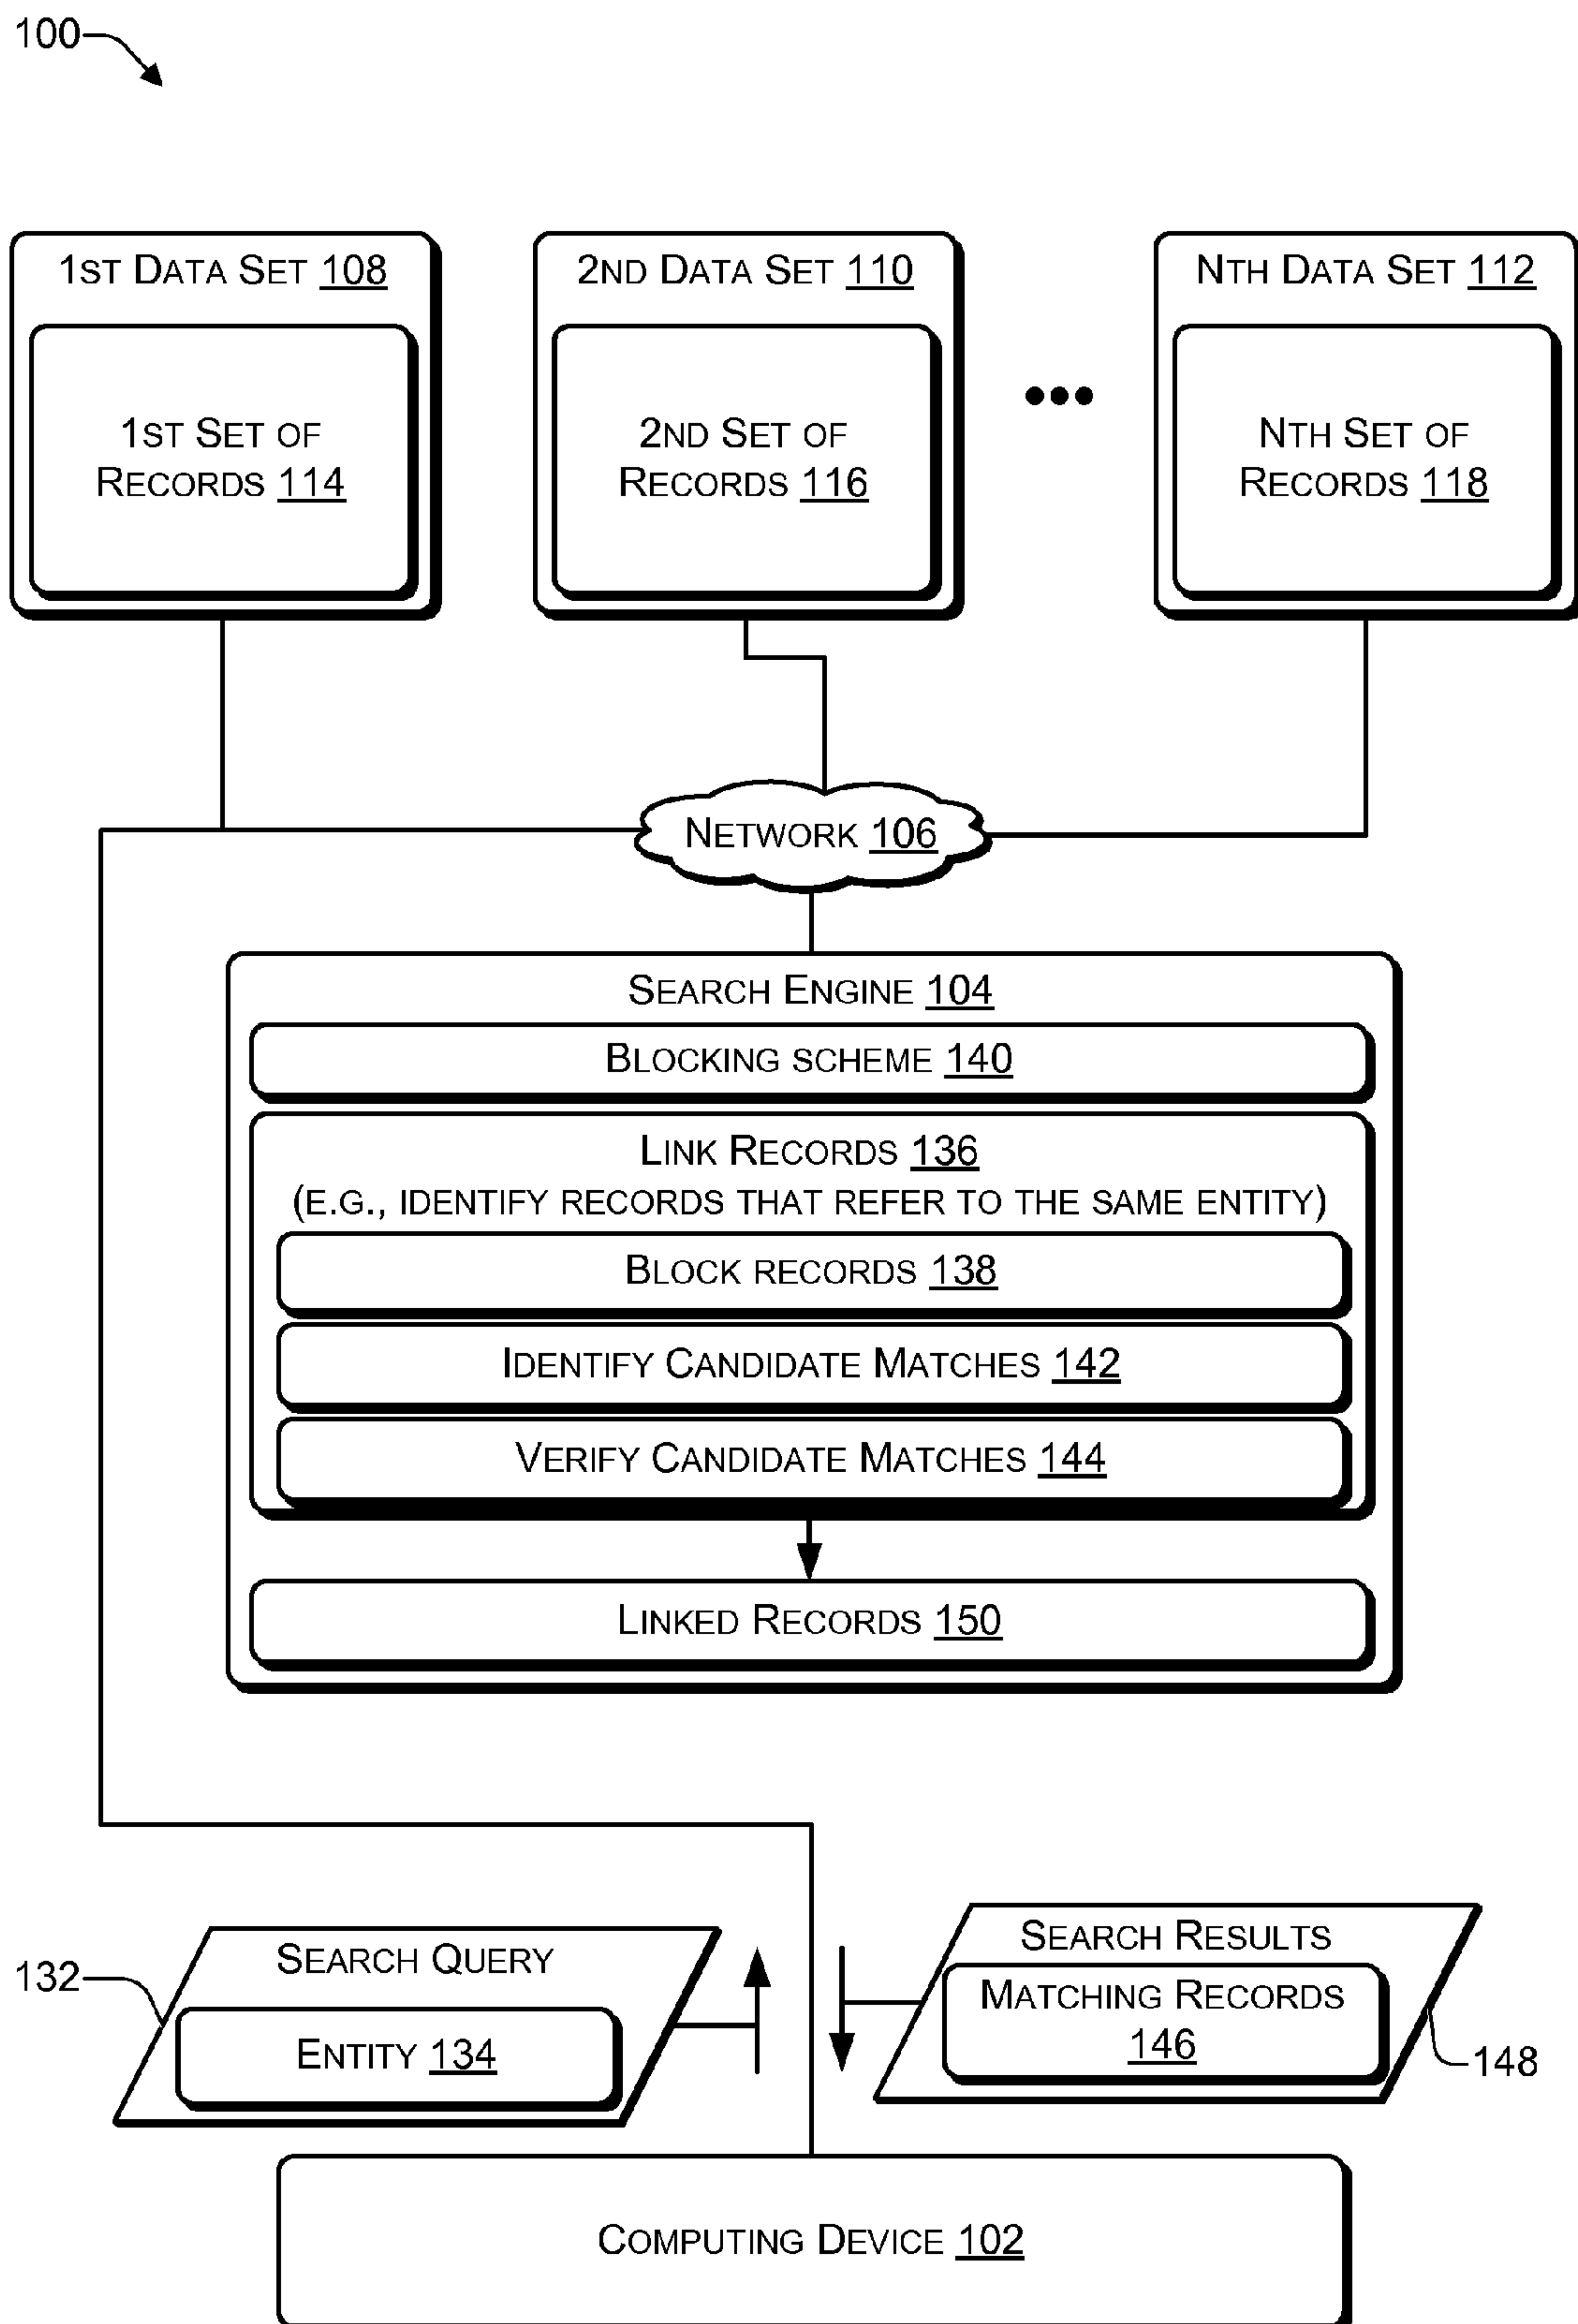 100
1ST DATA SET 108
1ST SET OF
RECORDS 114
2ND DATA SET 110
2ND SET OF
RECORDS 116
•••
NTH DATA SET 112
NTH SET OF
RECORDS 118
NETWORK 106
SEARCH ENGINE 104
BLOCKING SCHEME 140
LINK RECORDS 136
(E.G., IDENTIFY RECORDS THAT REFER TO THE SAME ENTITY)
BLOCK RECORDS 138
IDENTIFY CANDIDATE MATCHES 142
VERIFY CANDIDATE MATCHES 144
LINKED RECORDS 150
132
SEARCH QUERY
ENTITY 134
SEARCH RESULTS
MATCHING RECORDS
146
148
COMPUTING DEVICE 102